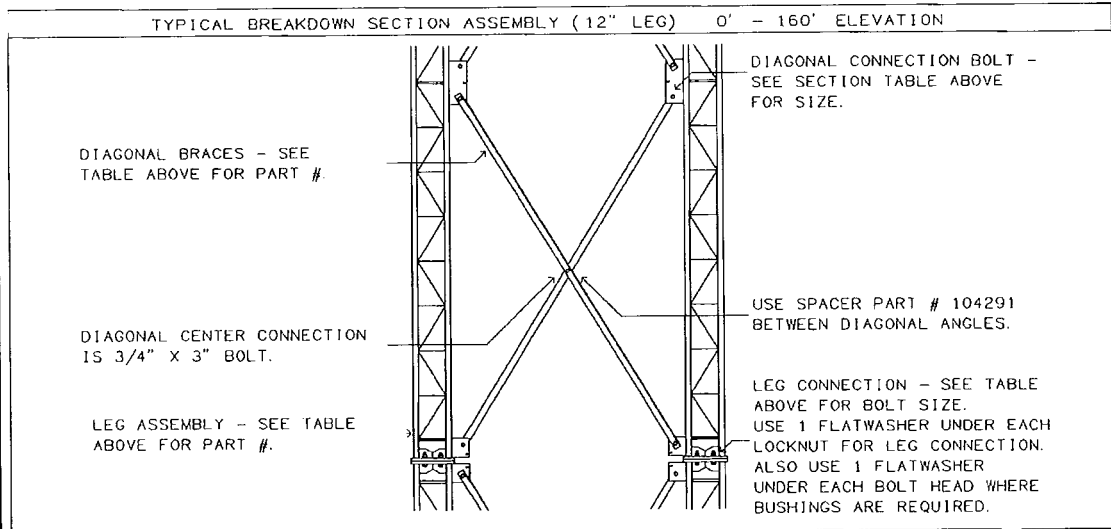 TYPICAL BREAKDOWN SECTION ASSEMBLY (12" LEG) 0' - 160' ELEVATION
DIAGONAL CONNECTION BOLT -
SEE SECTION TABLE ABOVE
FOR SIZE.
DIAGONAL BRACES - SEE
TABLE ABOVE FOR PART #.
USE SPACER PART # 104291
BETWEEN DIAGONAL ANGLES.
DIAGONAL CENTER CONNECTION
IS 3/4" X 3" BOLT.
LEG ASSEMBLY - SEE TABLE
ABOVE FOR PART #.
LEG CONNECTION - SEE TABLE
ABOVE FOR BOLT SIZE.
USE 1 FLATWASHER UNDER EACH
LOCKNUT FOR LEG CONNECTION.
ALSO USE 1 FLATWASHER
UNDER EACH BOLT HEAD WHERE
BUSHINGS ARE REQUIRED.